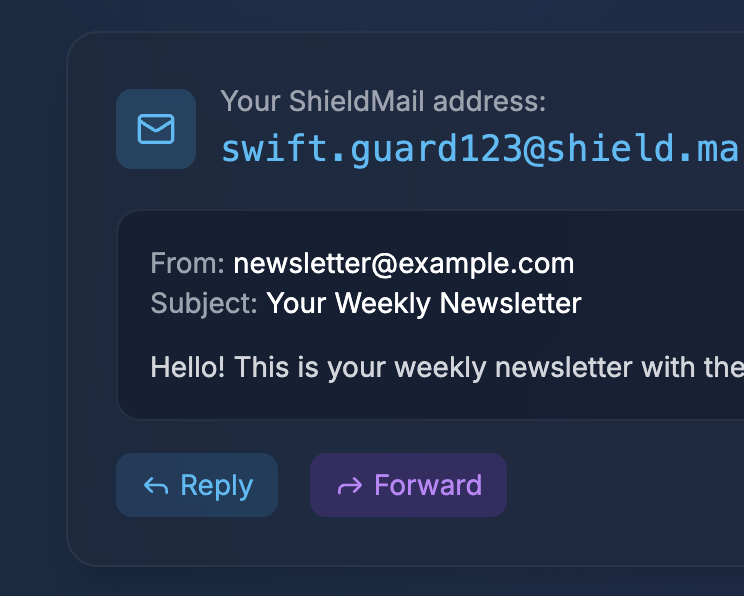 Your ShieldMail address:
swift.guard123@shield.ma
From: newsletter@example.com
Subject: Your Weekly Newsletter
Hello! This is your weekly newsletter with the
Reply
Forward